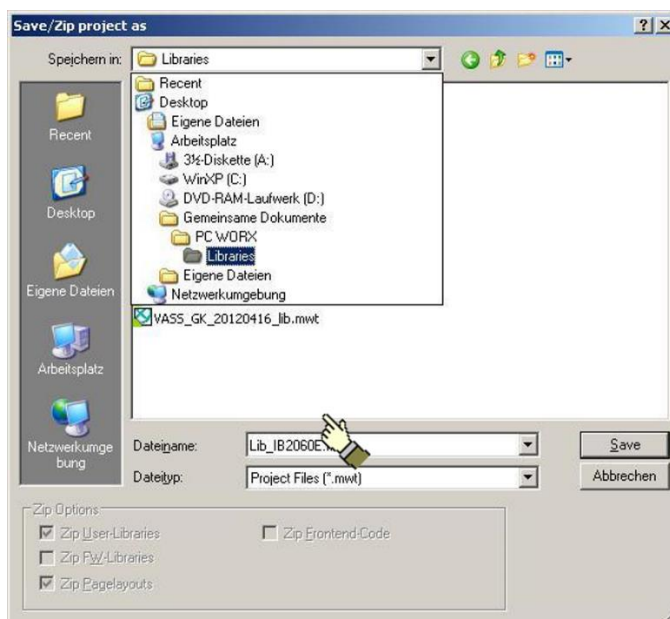 Save/Zip project as
Speichern in:
Libraries
Recent
Desktop
Eigene Dateien
Arbeitsplatz
3½-Diskette (A:)
WinXP (C:)
DVD-RAM-Laufwerk (D:)
Gemeinsame Dokumente
PC WORX
Libraries
Eigene Dateien
Netzwerkumgebung
VASS_GK_20120416_lib.mwt
Recent
Desktop
Eigene Dateien
Arbeitsplatz
Netzwerkumge
bung
Dateiname:
Lib_IB2060E
Save
Dateityp:
Project Files (*.mwt)
Abbrechen
Zip Options
Zip User-Libraries
Zip Frontend-Code
Zip FW-Libraries
Zip Pagelayouts